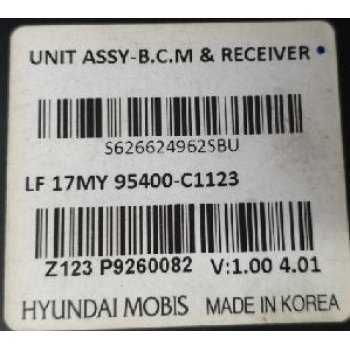 UNIT ASSY-B.C.M & RECEIVER
S626624962SBU
LF 17MY 95400-C1123
Z123 P9260082 V:1.00 4.01
HYUNDAI MOBIS MADE IN KOREA